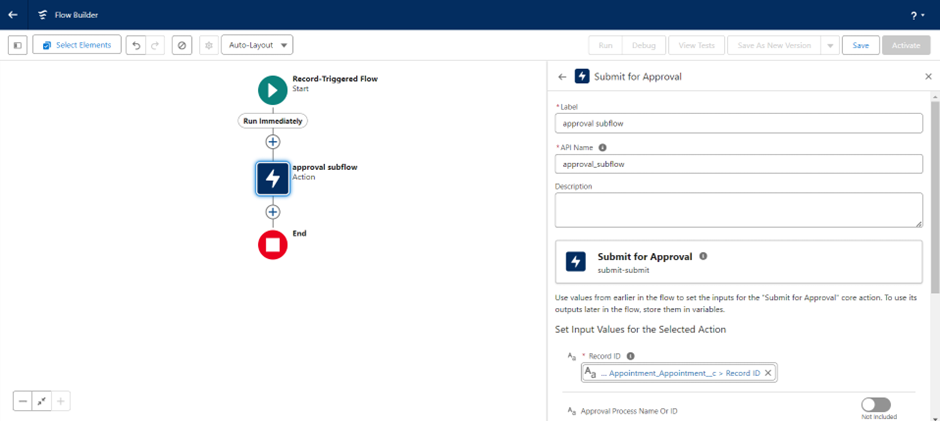 Flow Builder
?
Select Elements
Auto-Layout
Run
Debug
View Tests
Save As New Version
Save
Activate
Record-Triggered Flow
Start
Run Immediately
approval subflow
Action
End
Submit for Approval
* Label
approval subflow
* API Name
approval_subflow
Description
Submit for Approval
submit-submit
Use values from earlier in the flow to set the inputs for the "Submit for Approval" core action. To use its
outputs later in the flow, store them in variables.
Set Input Values for the Selected Action
Aa * Record ID
Aa ... Appointment_Appointment__c > Record ID
Aa Approval Process Name Or ID
Not Included